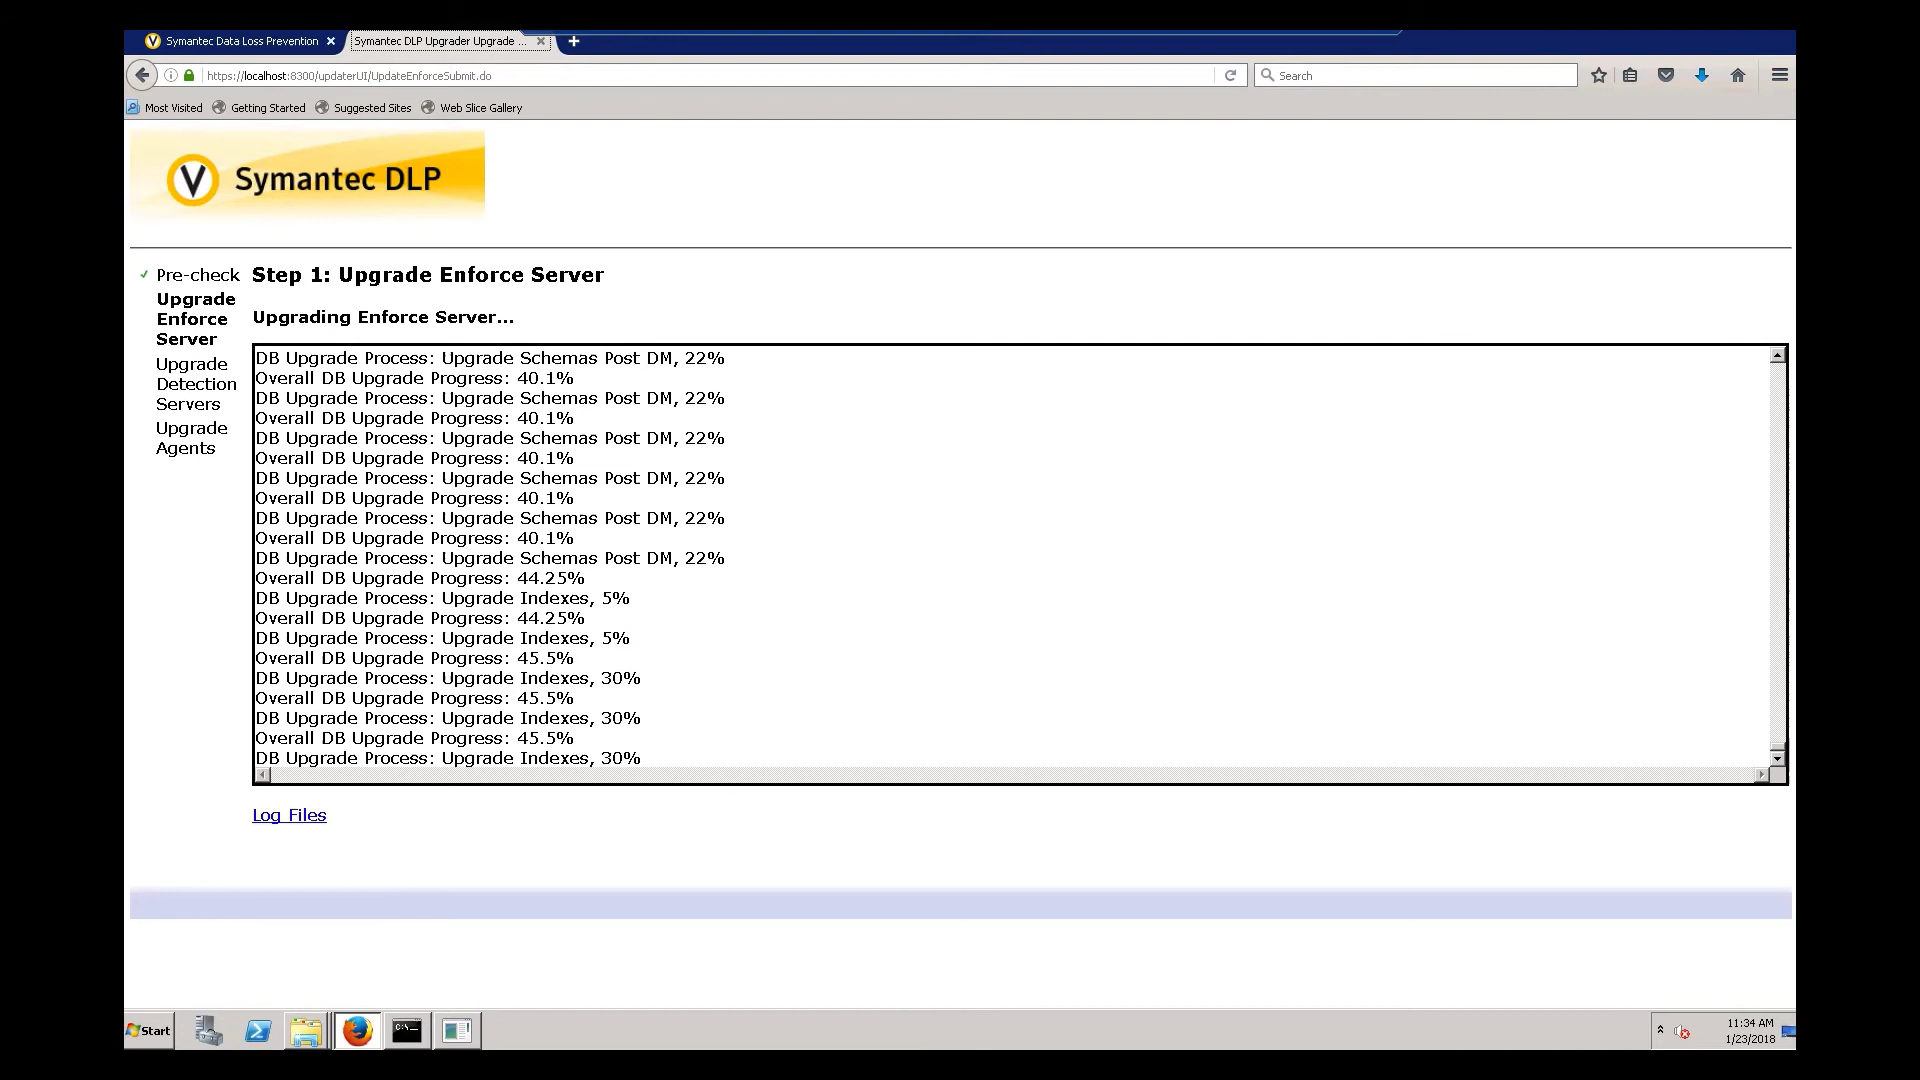 Symantec Data Loss Prevention
Symantec DLP Upgrader Upgrade ...
https://localhost:8300/updaterUI/UpdateEnforceSubmit.do
Search
Most Visited
Getting Started
Suggested Sites
Web Slice Gallery
Symantec DLP
Pre-check
Upgrade
Enforce
Server
Upgrade
Detection
Servers
Upgrade
Agents
Step 1: Upgrade Enforce Server
Upgrading Enforce Server...
DB Upgrade Process: Upgrade Schemas Post DM, 22%
Overall DB Upgrade Progress: 40.1%
DB Upgrade Process: Upgrade Schemas Post DM, 22%
Overall DB Upgrade Progress: 40.1%
DB Upgrade Process: Upgrade Schemas Post DM, 22%
Overall DB Upgrade Progress: 40.1%
DB Upgrade Process: Upgrade Schemas Post DM, 22%
Overall DB Upgrade Progress: 40.1%
DB Upgrade Process: Upgrade Schemas Post DM, 22%
Overall DB Upgrade Progress: 40.1%
DB Upgrade Process: Upgrade Schemas Post DM, 22%
Overall DB Upgrade Progress: 44.25%
DB Upgrade Process: Upgrade Indexes, 5%
Overall DB Upgrade Progress: 44.25%
DB Upgrade Process: Upgrade Indexes, 5%
Overall DB Upgrade Progress: 45.5%
DB Upgrade Process: Upgrade Indexes, 30%
Overall DB Upgrade Progress: 45.5%
DB Upgrade Process: Upgrade Indexes, 30%
Overall DB Upgrade Progress: 45.5%
DB Upgrade Process: Upgrade Indexes, 30%
Log Files
Start
11:34 AM
1/23/2018